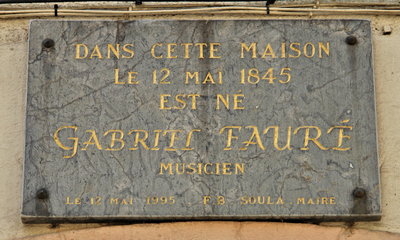 DANS CETTE MAISON
LE 12 MAI 1845
EST NÉ
GABRIEL FAURÉ
MUSICIEN
LE 12 MAI 1995 F.B SOULA MAIRE